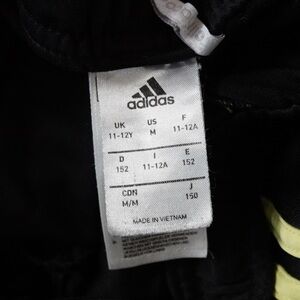 adidas
UK US F
11-12Y M 11-12A
D I E
152 11-12A 152
CDN J
M/M 150
MADE IN VIETNAM